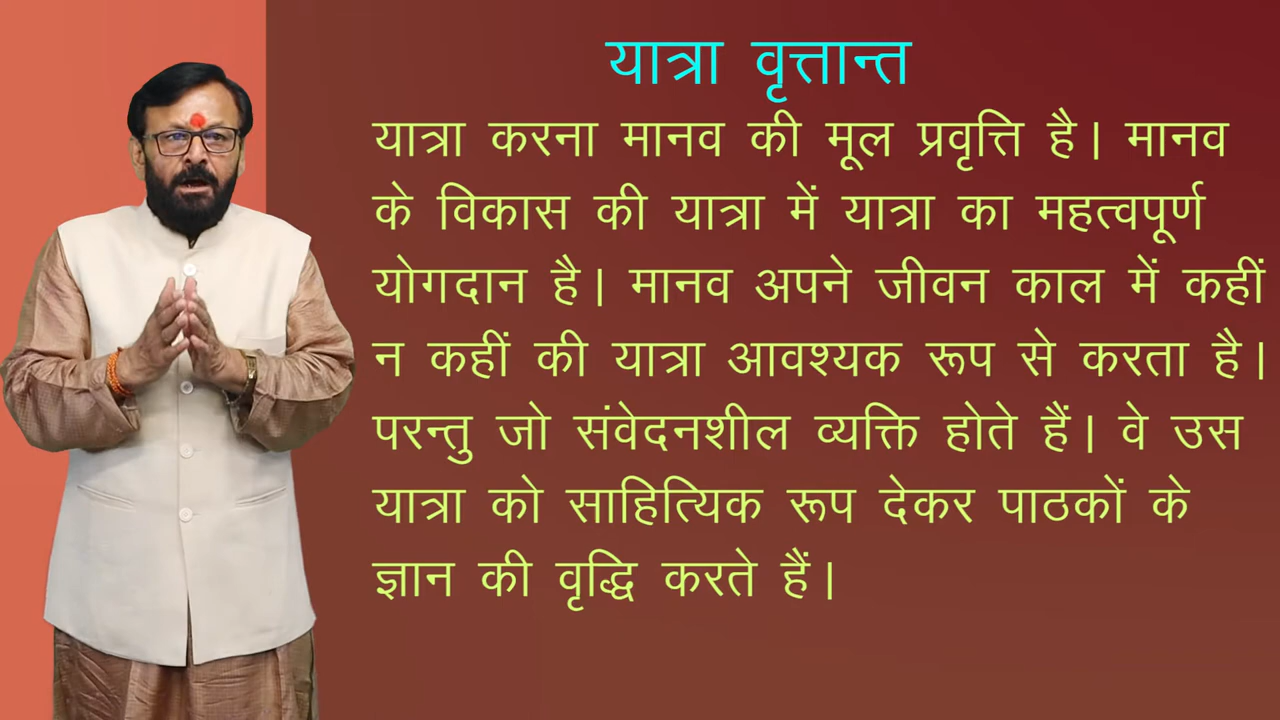 यात्रा वृत्तान्त
यात्रा करना मानव की मूल प्रवृत्ति है। मानव
के विकास की यात्रा में यात्रा का महत्वपूर्ण
योगदान है। मानव अपने जीवन काल में कहीं
न कहीं की यात्रा आवश्यक रूप से करता है।
परन्तु जो संवेदनशील व्यक्ति होते हैं। वे उस
यात्रा को साहित्यिक रूप देकर पाठकों के
ज्ञान की वृद्धि करते हैं।